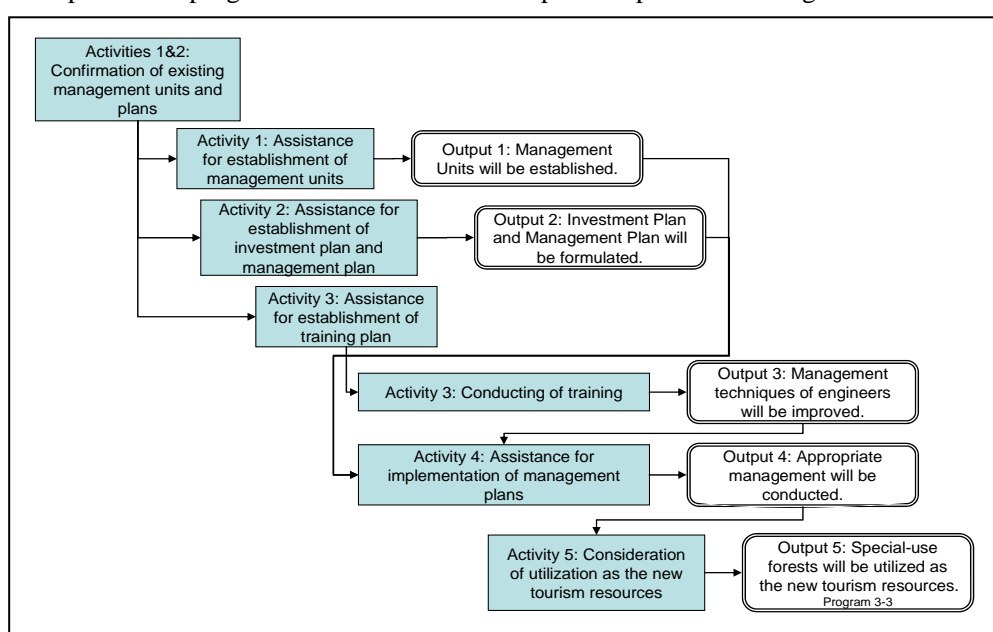 Activities 1&2:
Confirmation of existing
management units and
plans
Activity 1: Assistance
for establishment of
management units
Output 1: Management
Units will be established.
Activity 2: Assistance for
establishment of
investment plan and
management plan
Output 2: Investment Plan
and Management Plan will
be formulated.
Activity 3: Assistance
for establishment of
training plan
Activity 3: Conducting of training
Output 3: Management
techniques of engineers
will be improved.
Activity 4: Assistance for
implementation of management
plans
Output 4: Appropriate
management will be
conducted.
Activity 5: Consideration
of utilization as the new
tourism resources
Output 5: Special-use
forests will be utilized as
the new tourism resources.
Program 3-3